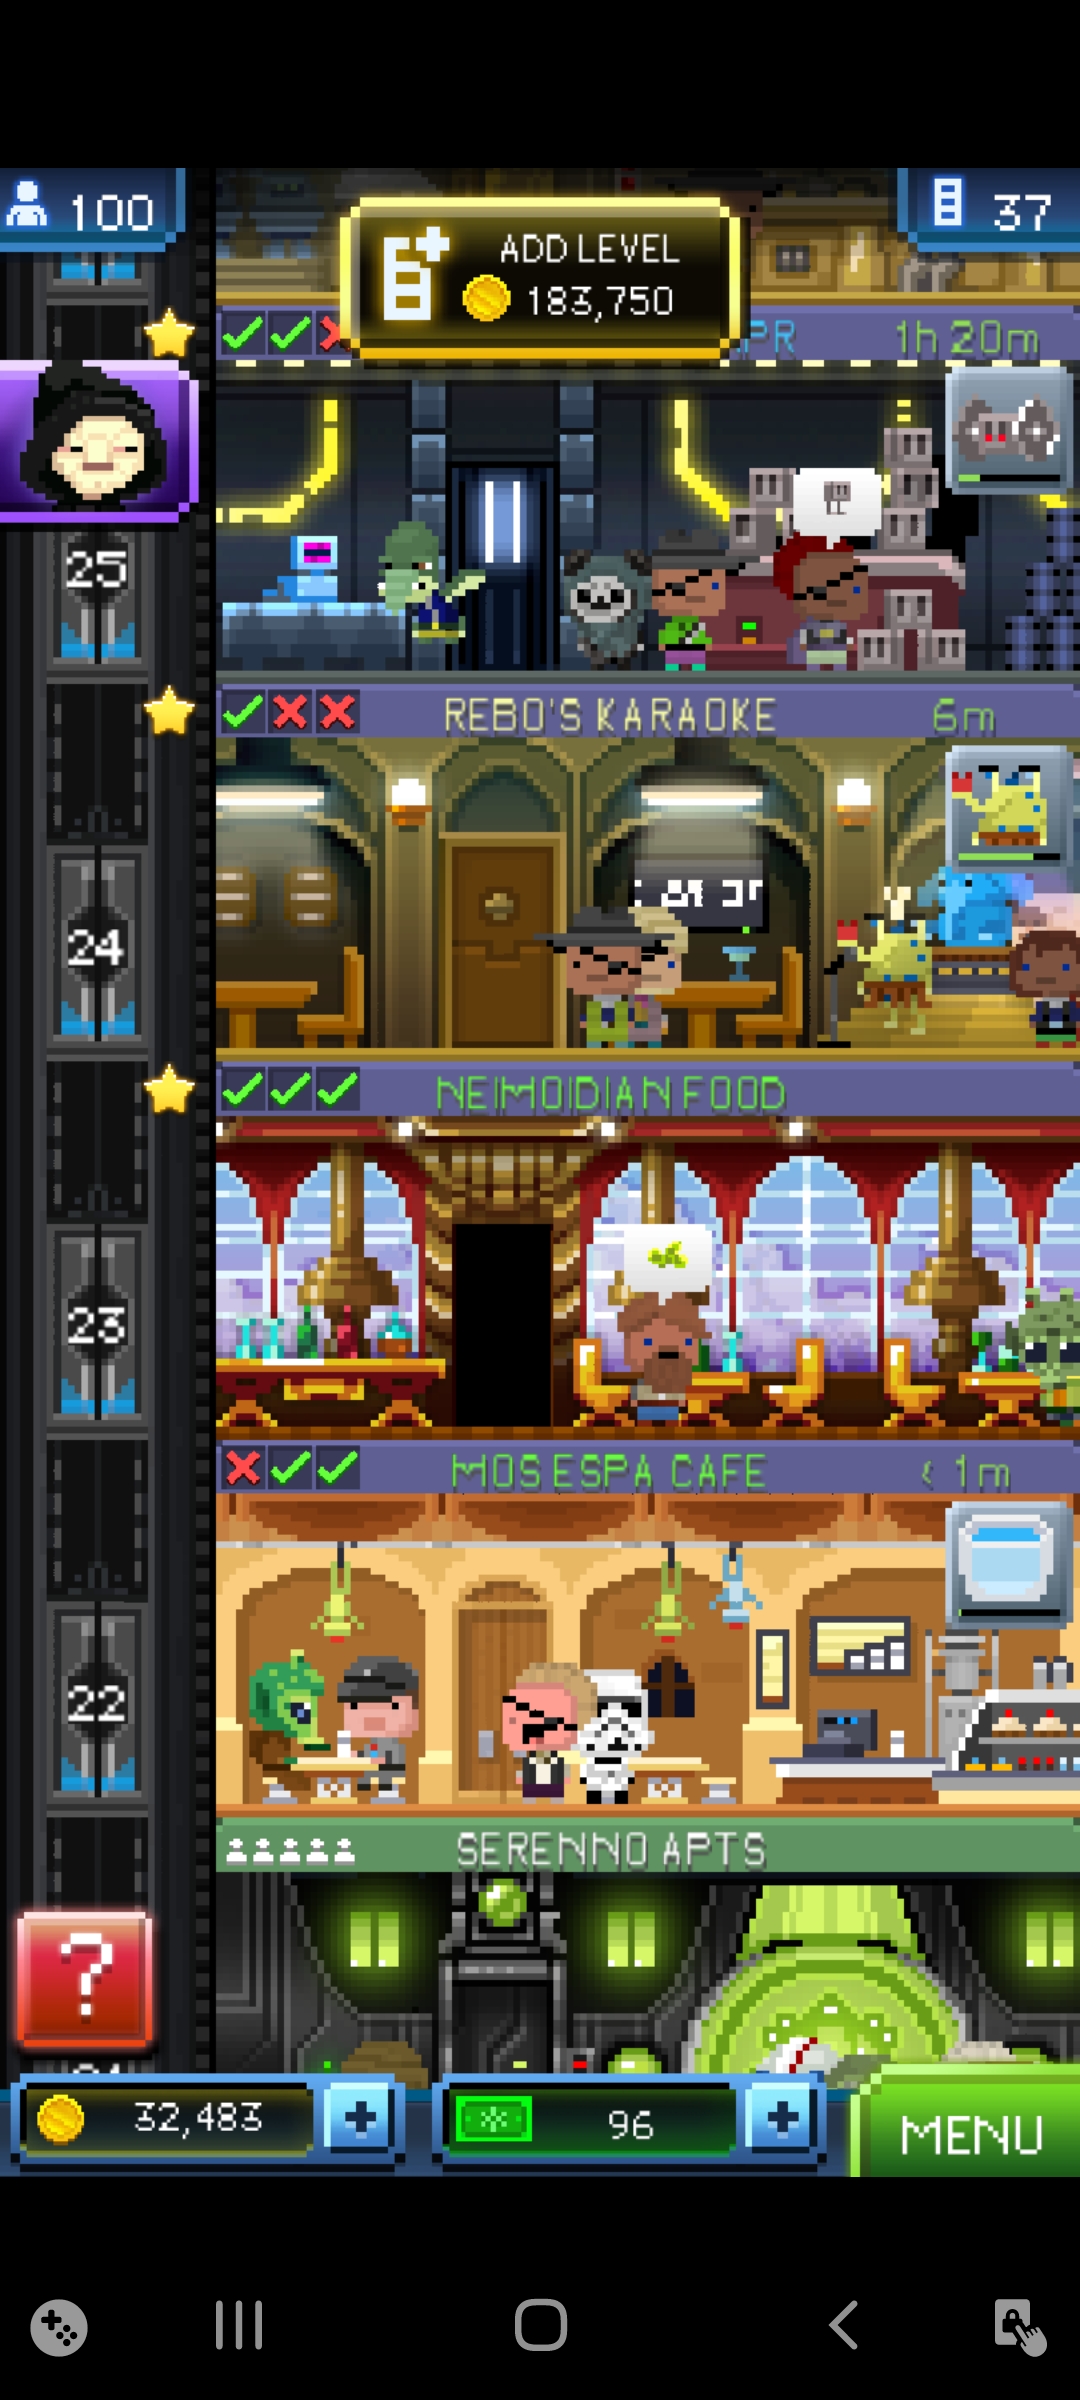 100
37
ADD LEVEL
183,750
PR 1h 20m
25
REBO'S KARAOKE 6m
24
NEIMOIDIAN FOOD
23
MOS ESPA CAFE < 1m
22
SERENNO APTS
?
32,483 +
96 +
MENU